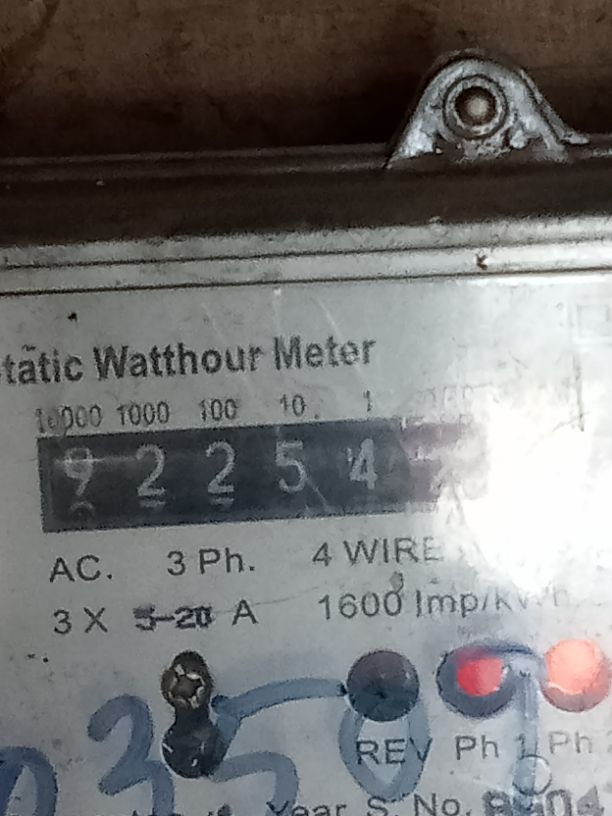 Static Watthour Meter
10000 1000 100 10 1
9 2 2 5 4
AC. 3 Ph. 4 WIRE
3 X 5-20 A 1600 Imp/kWh
REV Ph 1 Ph
Year S. No.